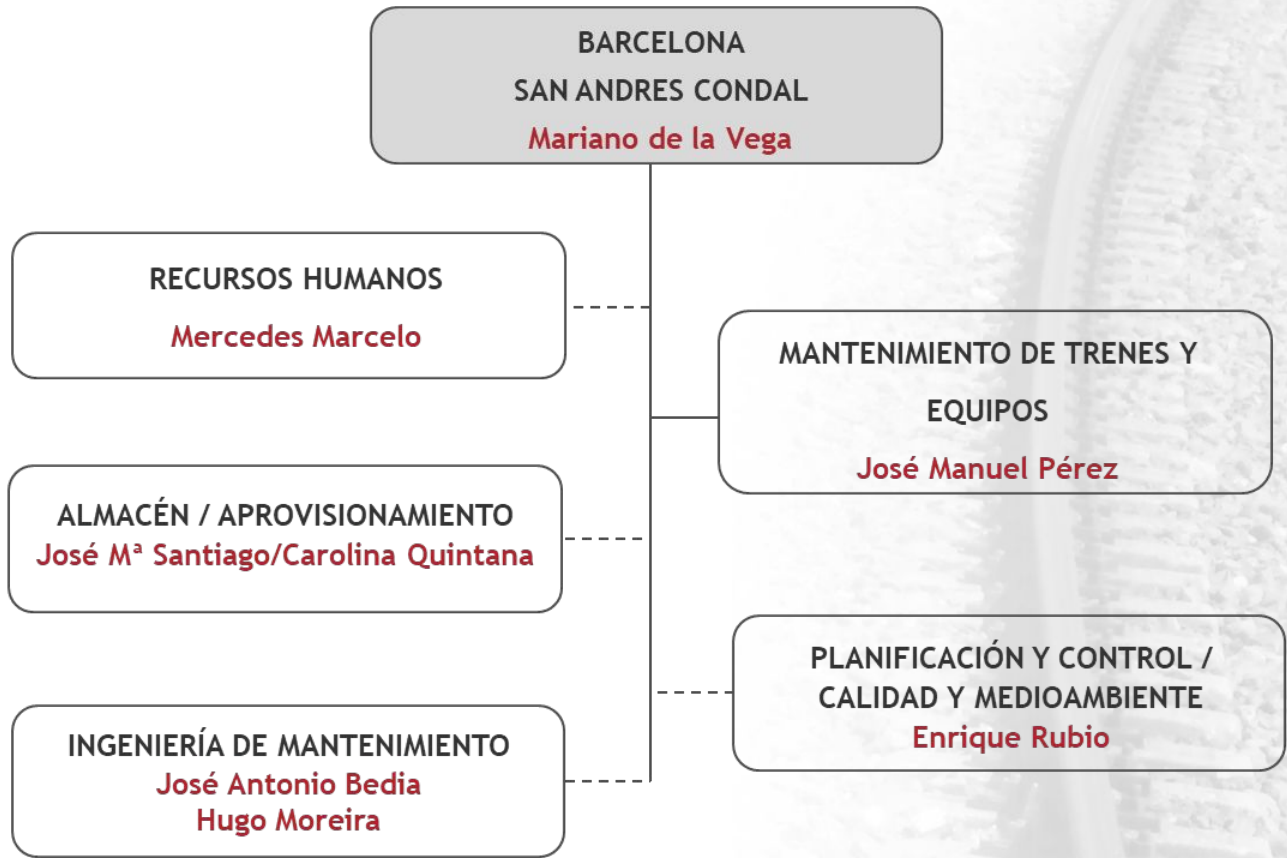 BARCELONA
SAN ANDRES CONDAL
Mariano de la Vega
RECURSOS HUMANOS
Mercedes Marcelo
MANTENIMIENTO DE TRENES Y
EQUIPOS
José Manuel Pérez
ALMACÉN / APROVISIONAMIENTO
José Mª Santiago/Carolina Quintana
PLANIFICACIÓN Y CONTROL /
CALIDAD Y MEDIOAMBIENTE
Enrique Rubio
INGENIERÍA DE MANTENIMIENTO
José Antonio Bedia
Hugo Moreira